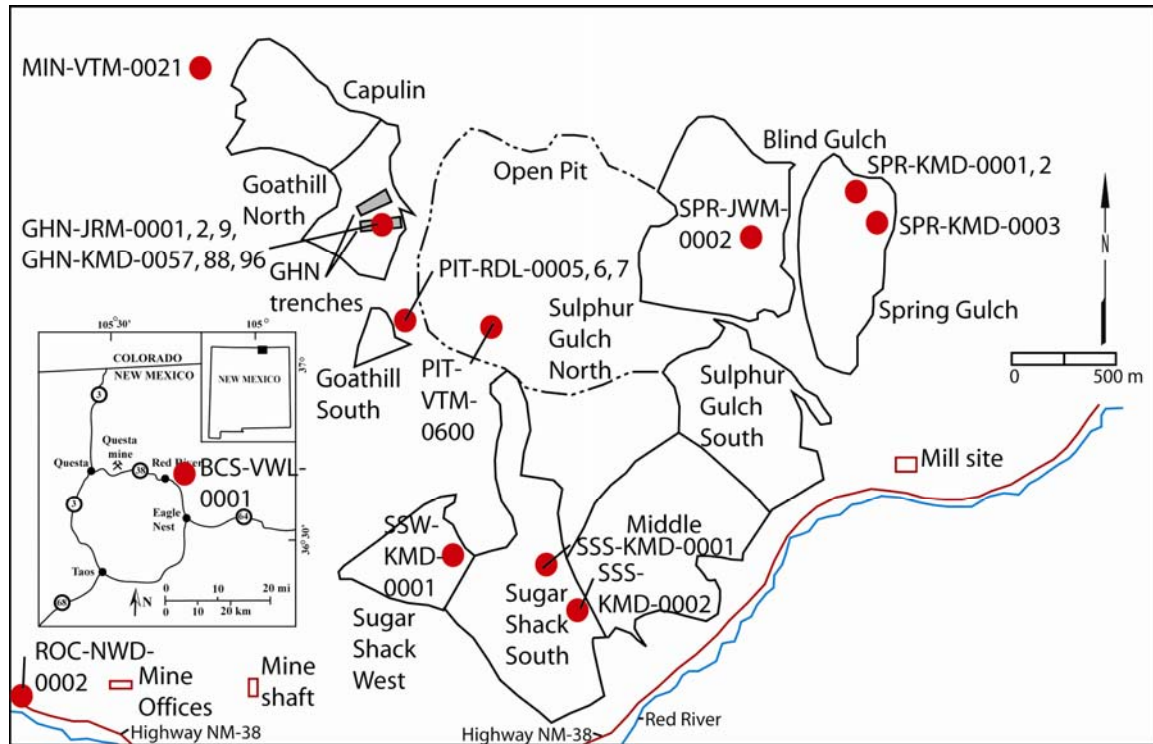 MIN-VTM-0021
Capulin
Blind Gulch
Open Pit
SPR-KMD-0001, 2
Goathill
North
SPR-JWM-
0002
SPR-KMD-0003
GHN-JRM-0001, 2, 9,
GHN-KMD-0057, 88, 96
GHN
trenches
PIT-RDL-0005, 6, 7
N
Sulphur
Gulch
North
Spring Gulch
Goathill
South
PIT-
VTM-
0600
Sulphur
Gulch
South
0 500 m
105°30'
105°
COLORADO
NEW MEXICO
NEW MEXICO
37°
3
Questa
mine
Questa
38
Red River
BCS-VWL-
0001
3
Eagle
Nest
64
36°30'
Taos
68
N
0 20 mi
0 10 20 km
Mill site
SSW-
KMD-
0001
Middle
SSS-KMD-0001
SSS-
KMD-0002
Sugar
Shack
South
Sugar
Shack
West
ROC-NWD-
0002
Mine
Offices
Mine
shaft
Highway NM-38
Highway NM-38
Red River